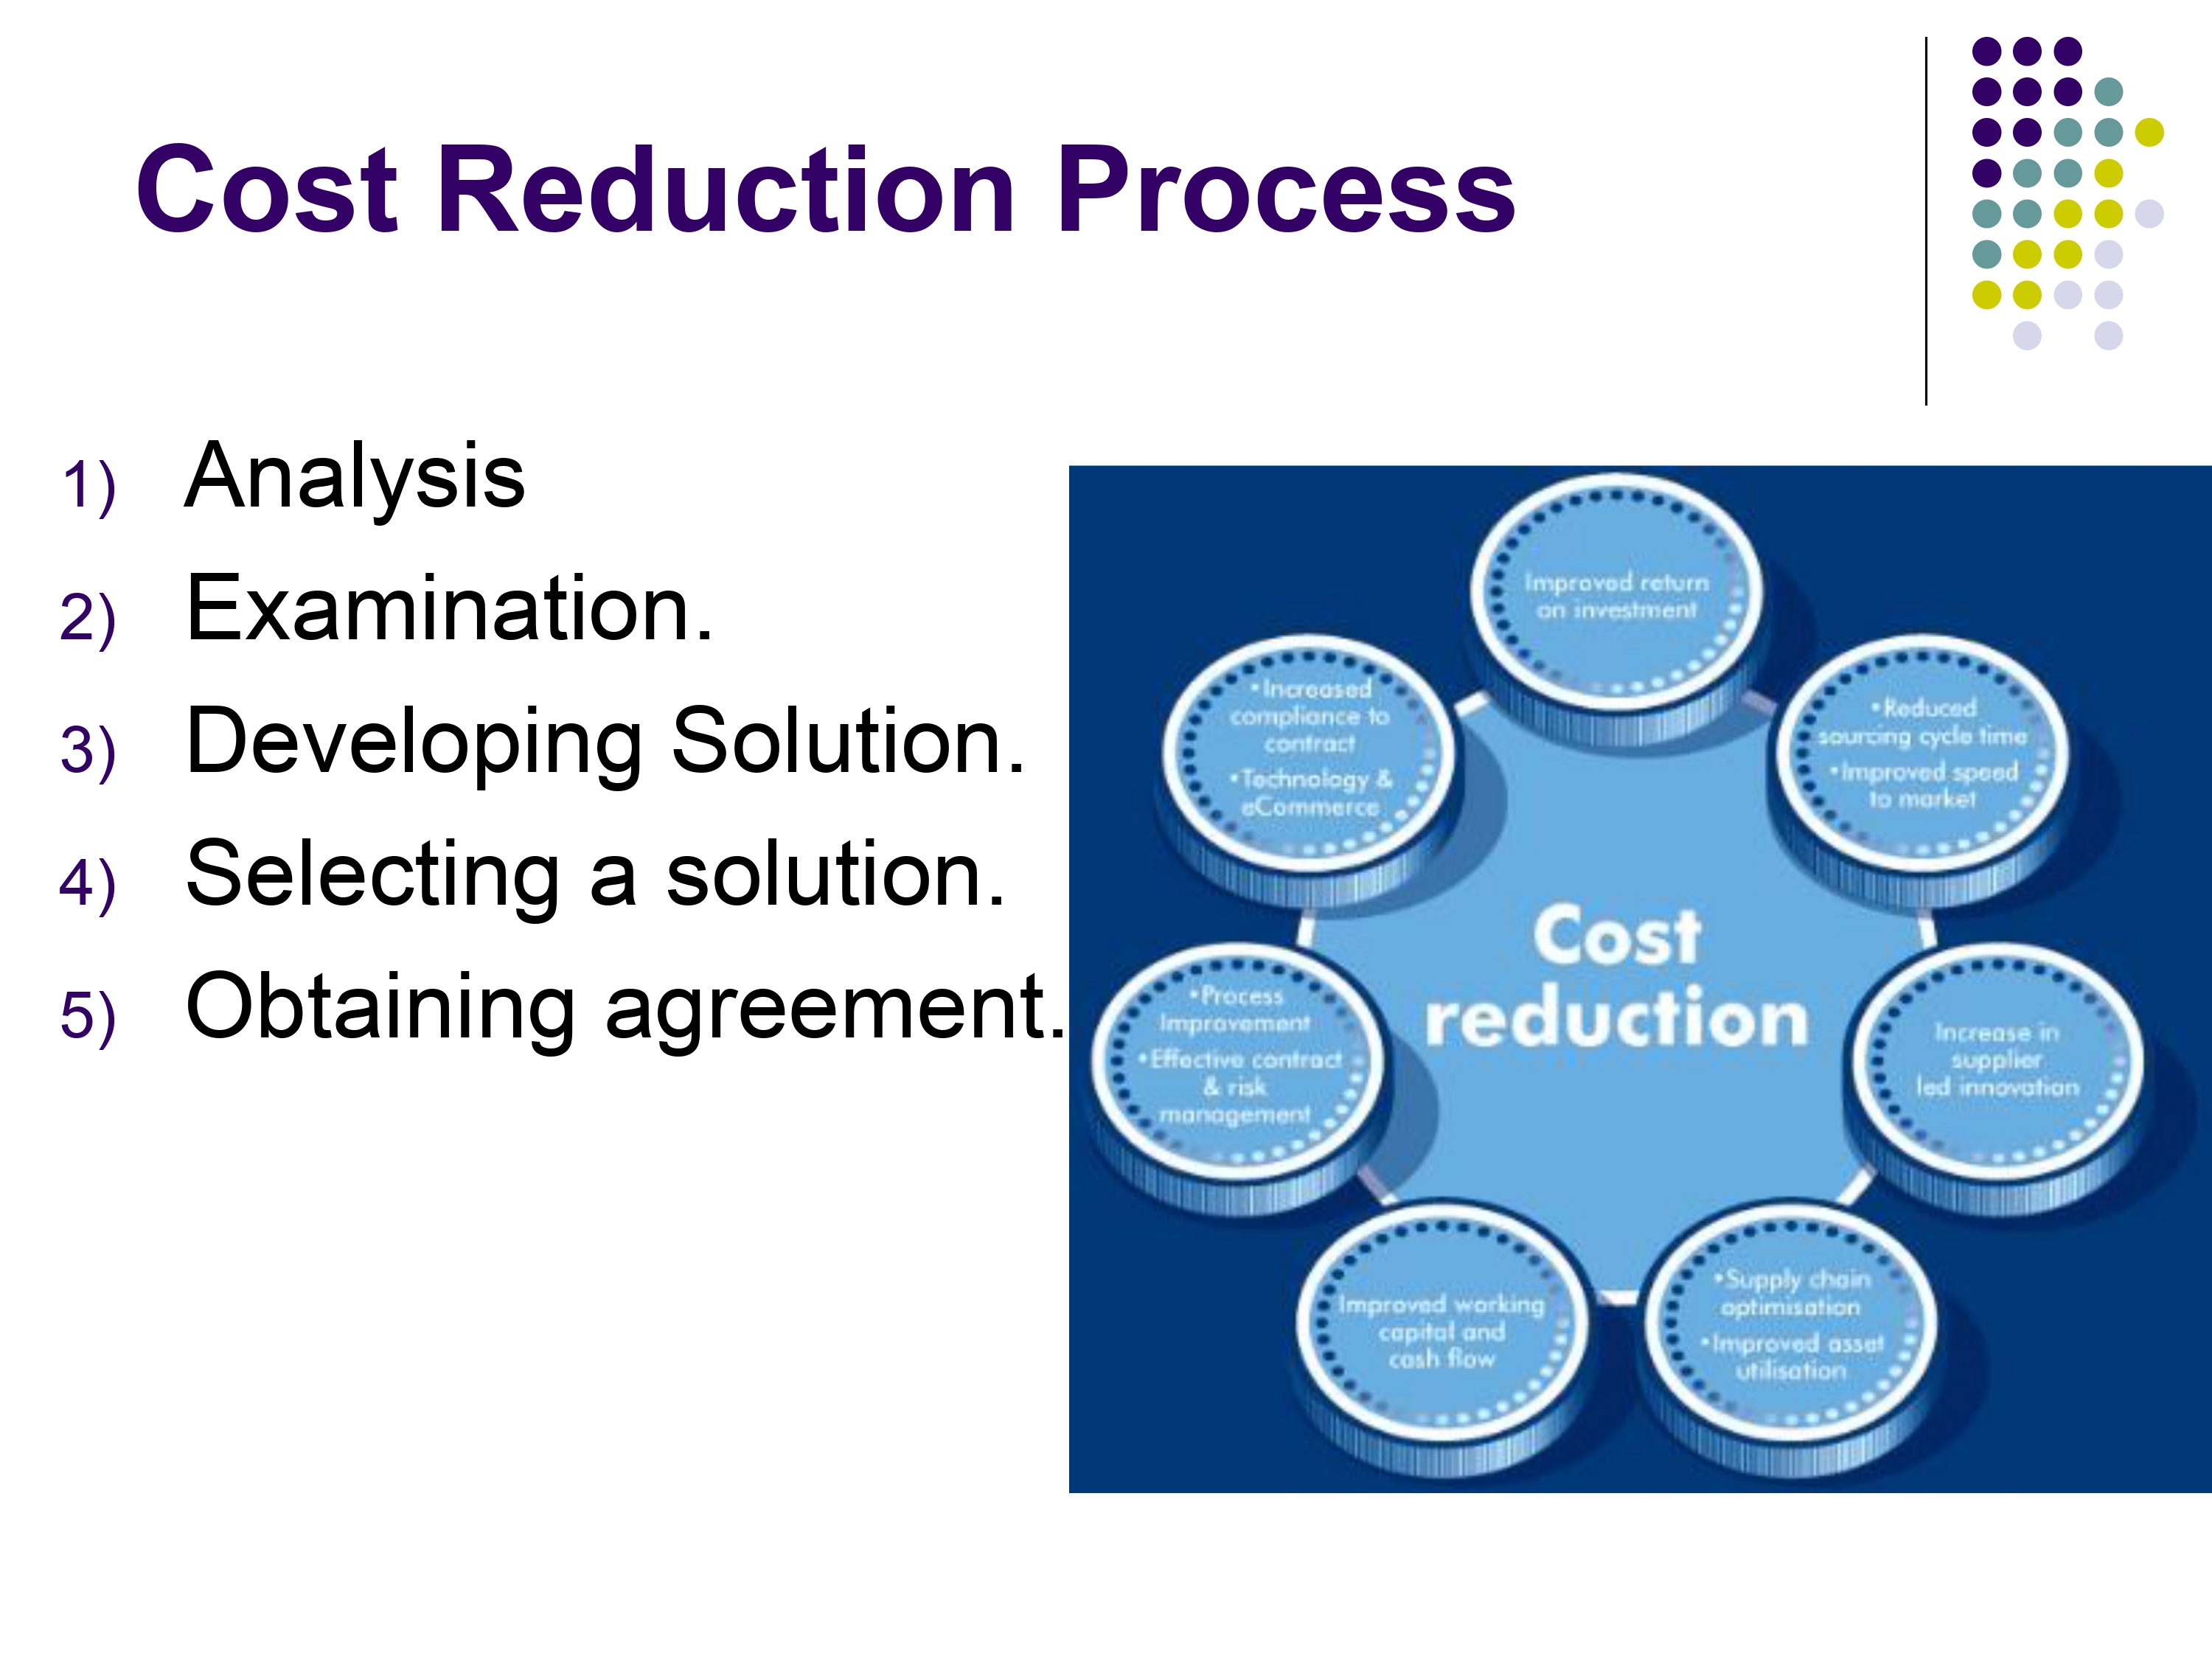 Cost Reduction Process
1) Analysis
2) Examination.
3) Developing Solution.
4) Selecting a solution.
5) Obtaining agreement.
Improved return
on investment
•Increased
compliance to
contract
•Technology &
eCommerce
•Reduced
sourcing cycle time
•Improved speed
to market
Cost
reduction
•Process
Improvement
•Effective contract
& risk
management
Increase in
supplier
led innovation
Improved working
capital and
cash flow
•Supply chain
optimisation
•Improved asset
utilisation